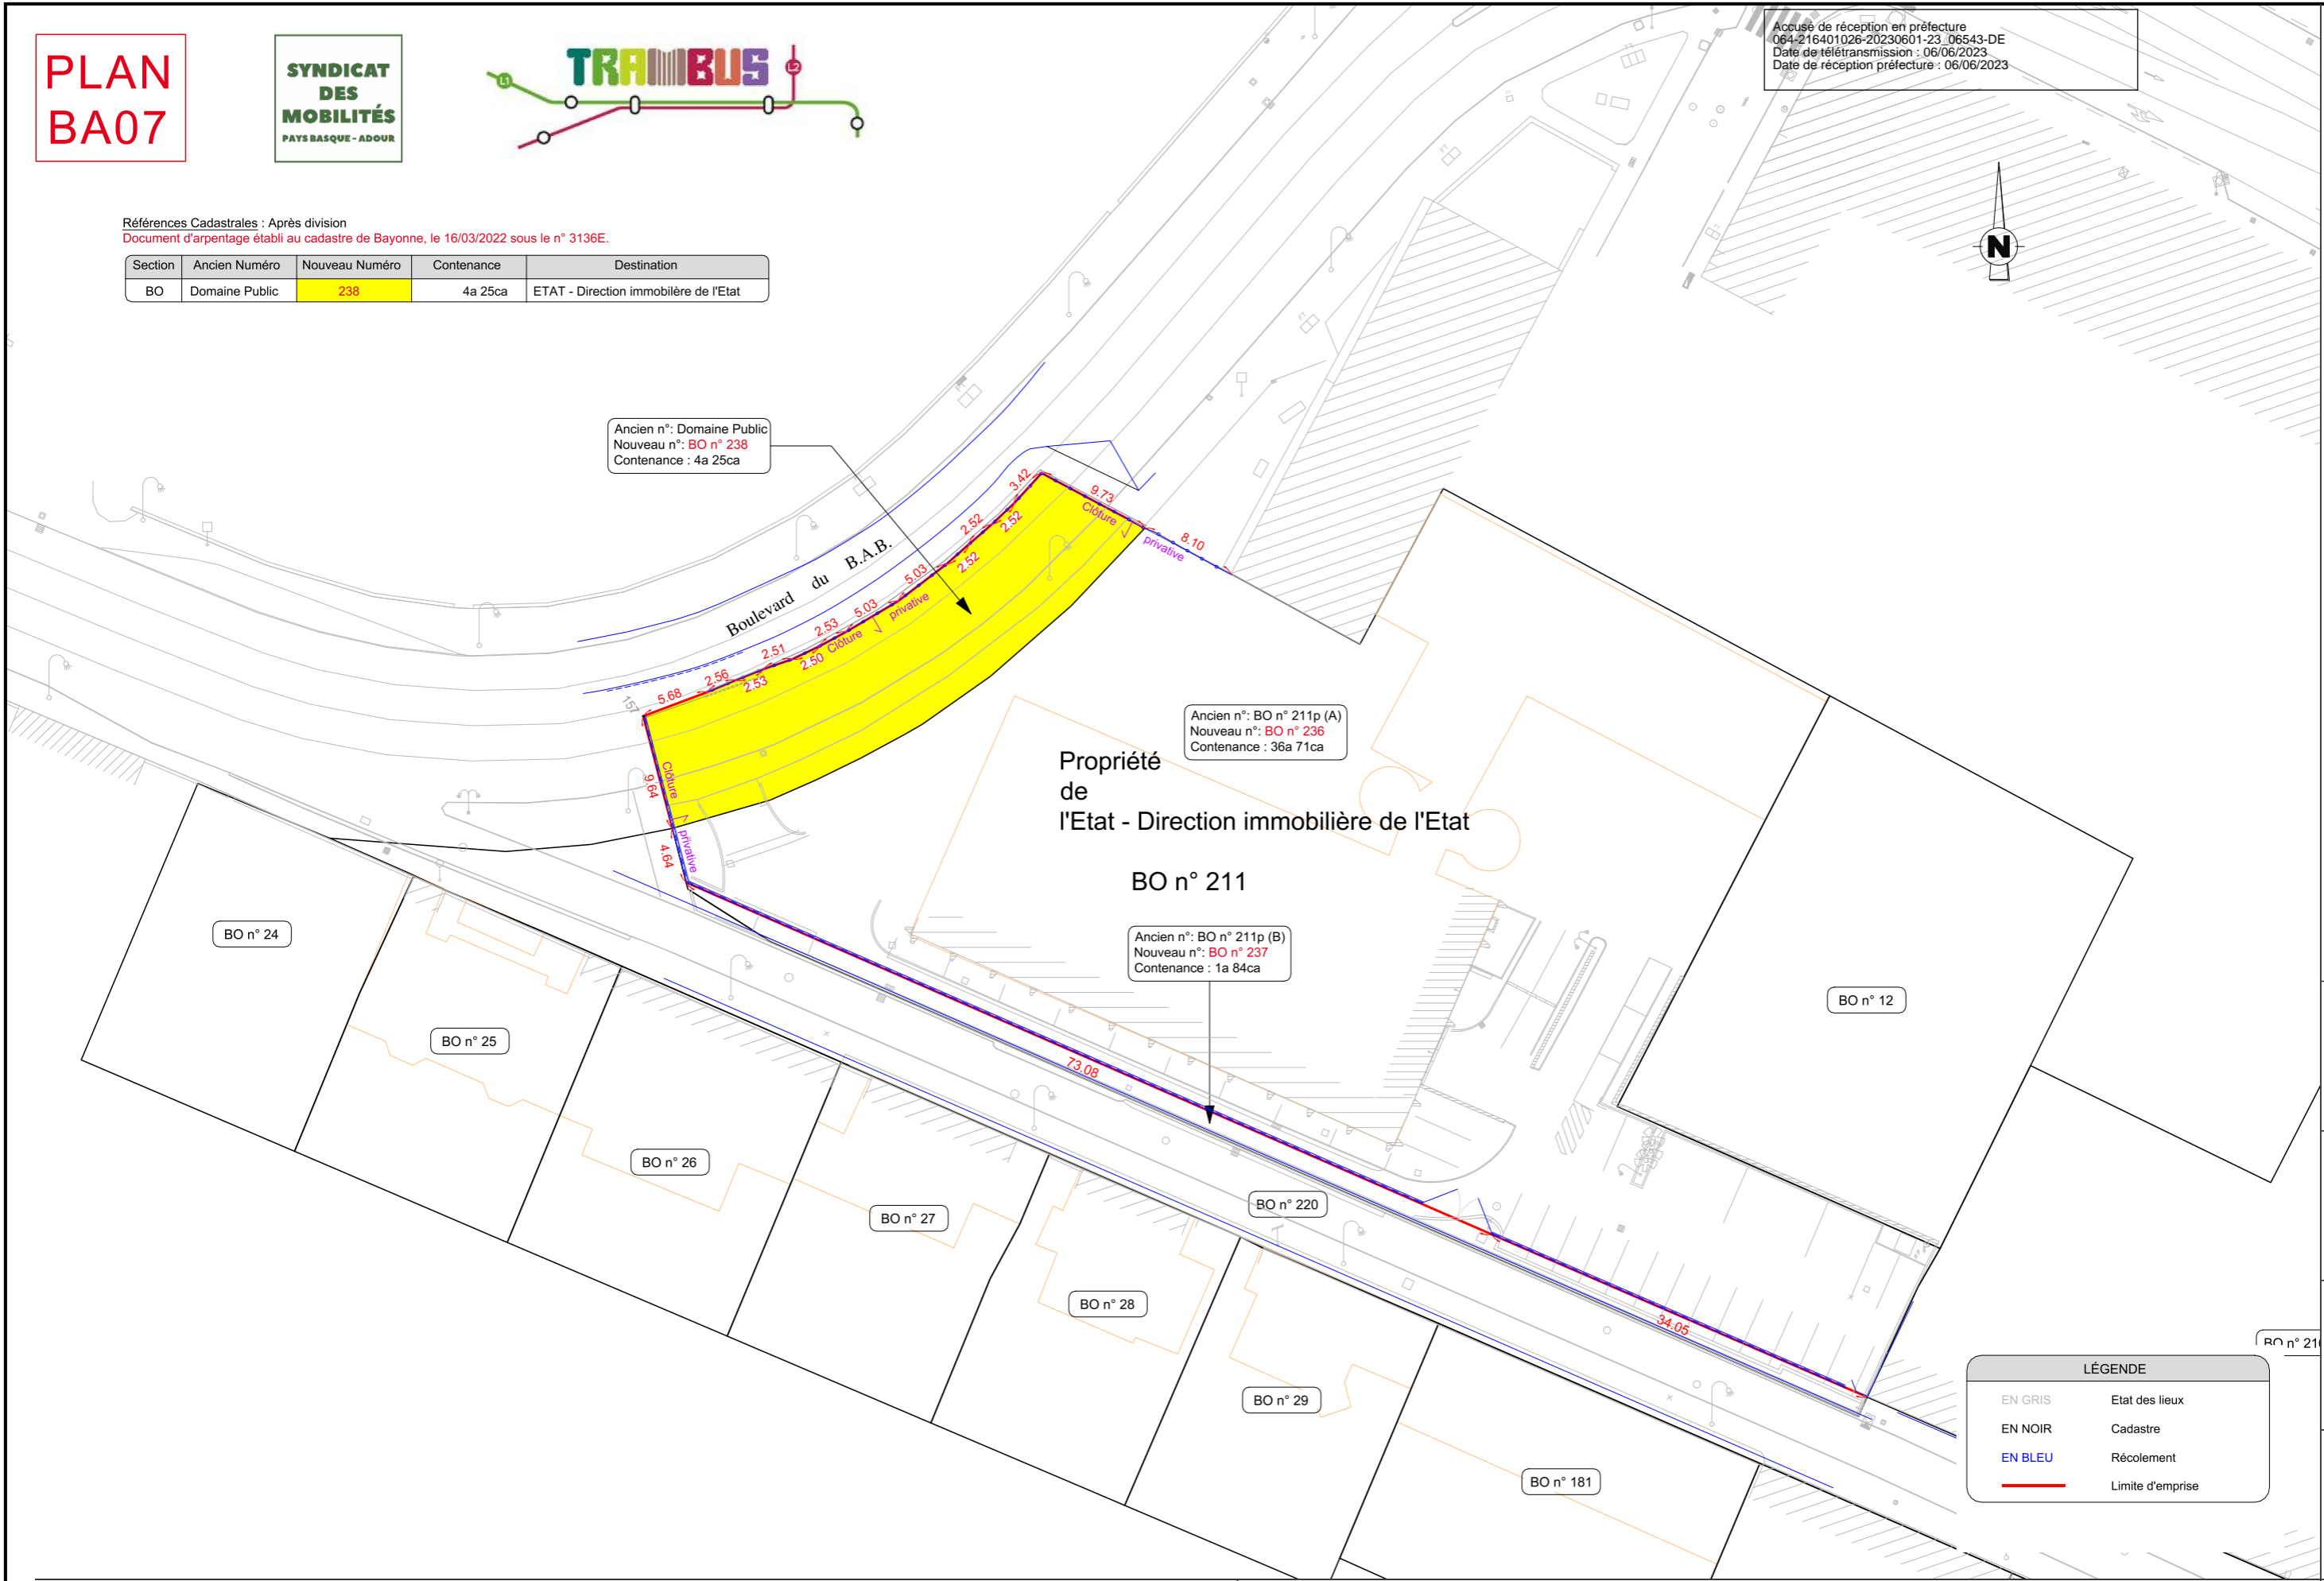 PLAN
BA07
SYNDICAT
DES
MOBILITÉS
PAYS BASQUE - ADOUR
L1
TRAMBUS
L2
Accusé de réception en préfecture
064-216401026-20230601-23_06543-DE
Date de télétransmission : 06/06/2023
Date de réception préfecture : 06/06/2023
N
Références Cadastrales : Après division
Document d'arpentage établi au cadastre de Bayonne, le 16/03/2022 sous le n° 3136E.
Section Ancien Numéro Nouveau Numéro Contenance Destination
BO Domaine Public 238 4a 25ca ETAT - Direction immobilère de l'Etat
Ancien n°: Domaine Public
Nouveau n°: BO n° 238
Contenance : 4a 25ca
Boulevard du B.A.B.
3.42
9.73
Clôture
privative
8.10
2.52
2.52
2.52
5.03
5.03
privative
Clôture
2.53
2.50
2.51
2.53
2.56
5.68
157
Clôture
9.64
privative
4.64
Ancien n°: BO n° 211p (A)
Nouveau n°: BO n° 236
Contenance : 36a 71ca
Propriété
de
l'Etat - Direction immobilière de l'Etat
BO n° 211
Ancien n°: BO n° 211p (B)
Nouveau n°: BO n° 237
Contenance : 1a 84ca
73.08
34.05
BO n° 24
BO n° 25
BO n° 26
BO n° 27
BO n° 28
BO n° 29
BO n° 181
BO n° 220
BO n° 12
BO n° 21
LÉGENDE
EN GRIS Etat des lieux
EN NOIR Cadastre
EN BLEU Récolement
Limite d'emprise